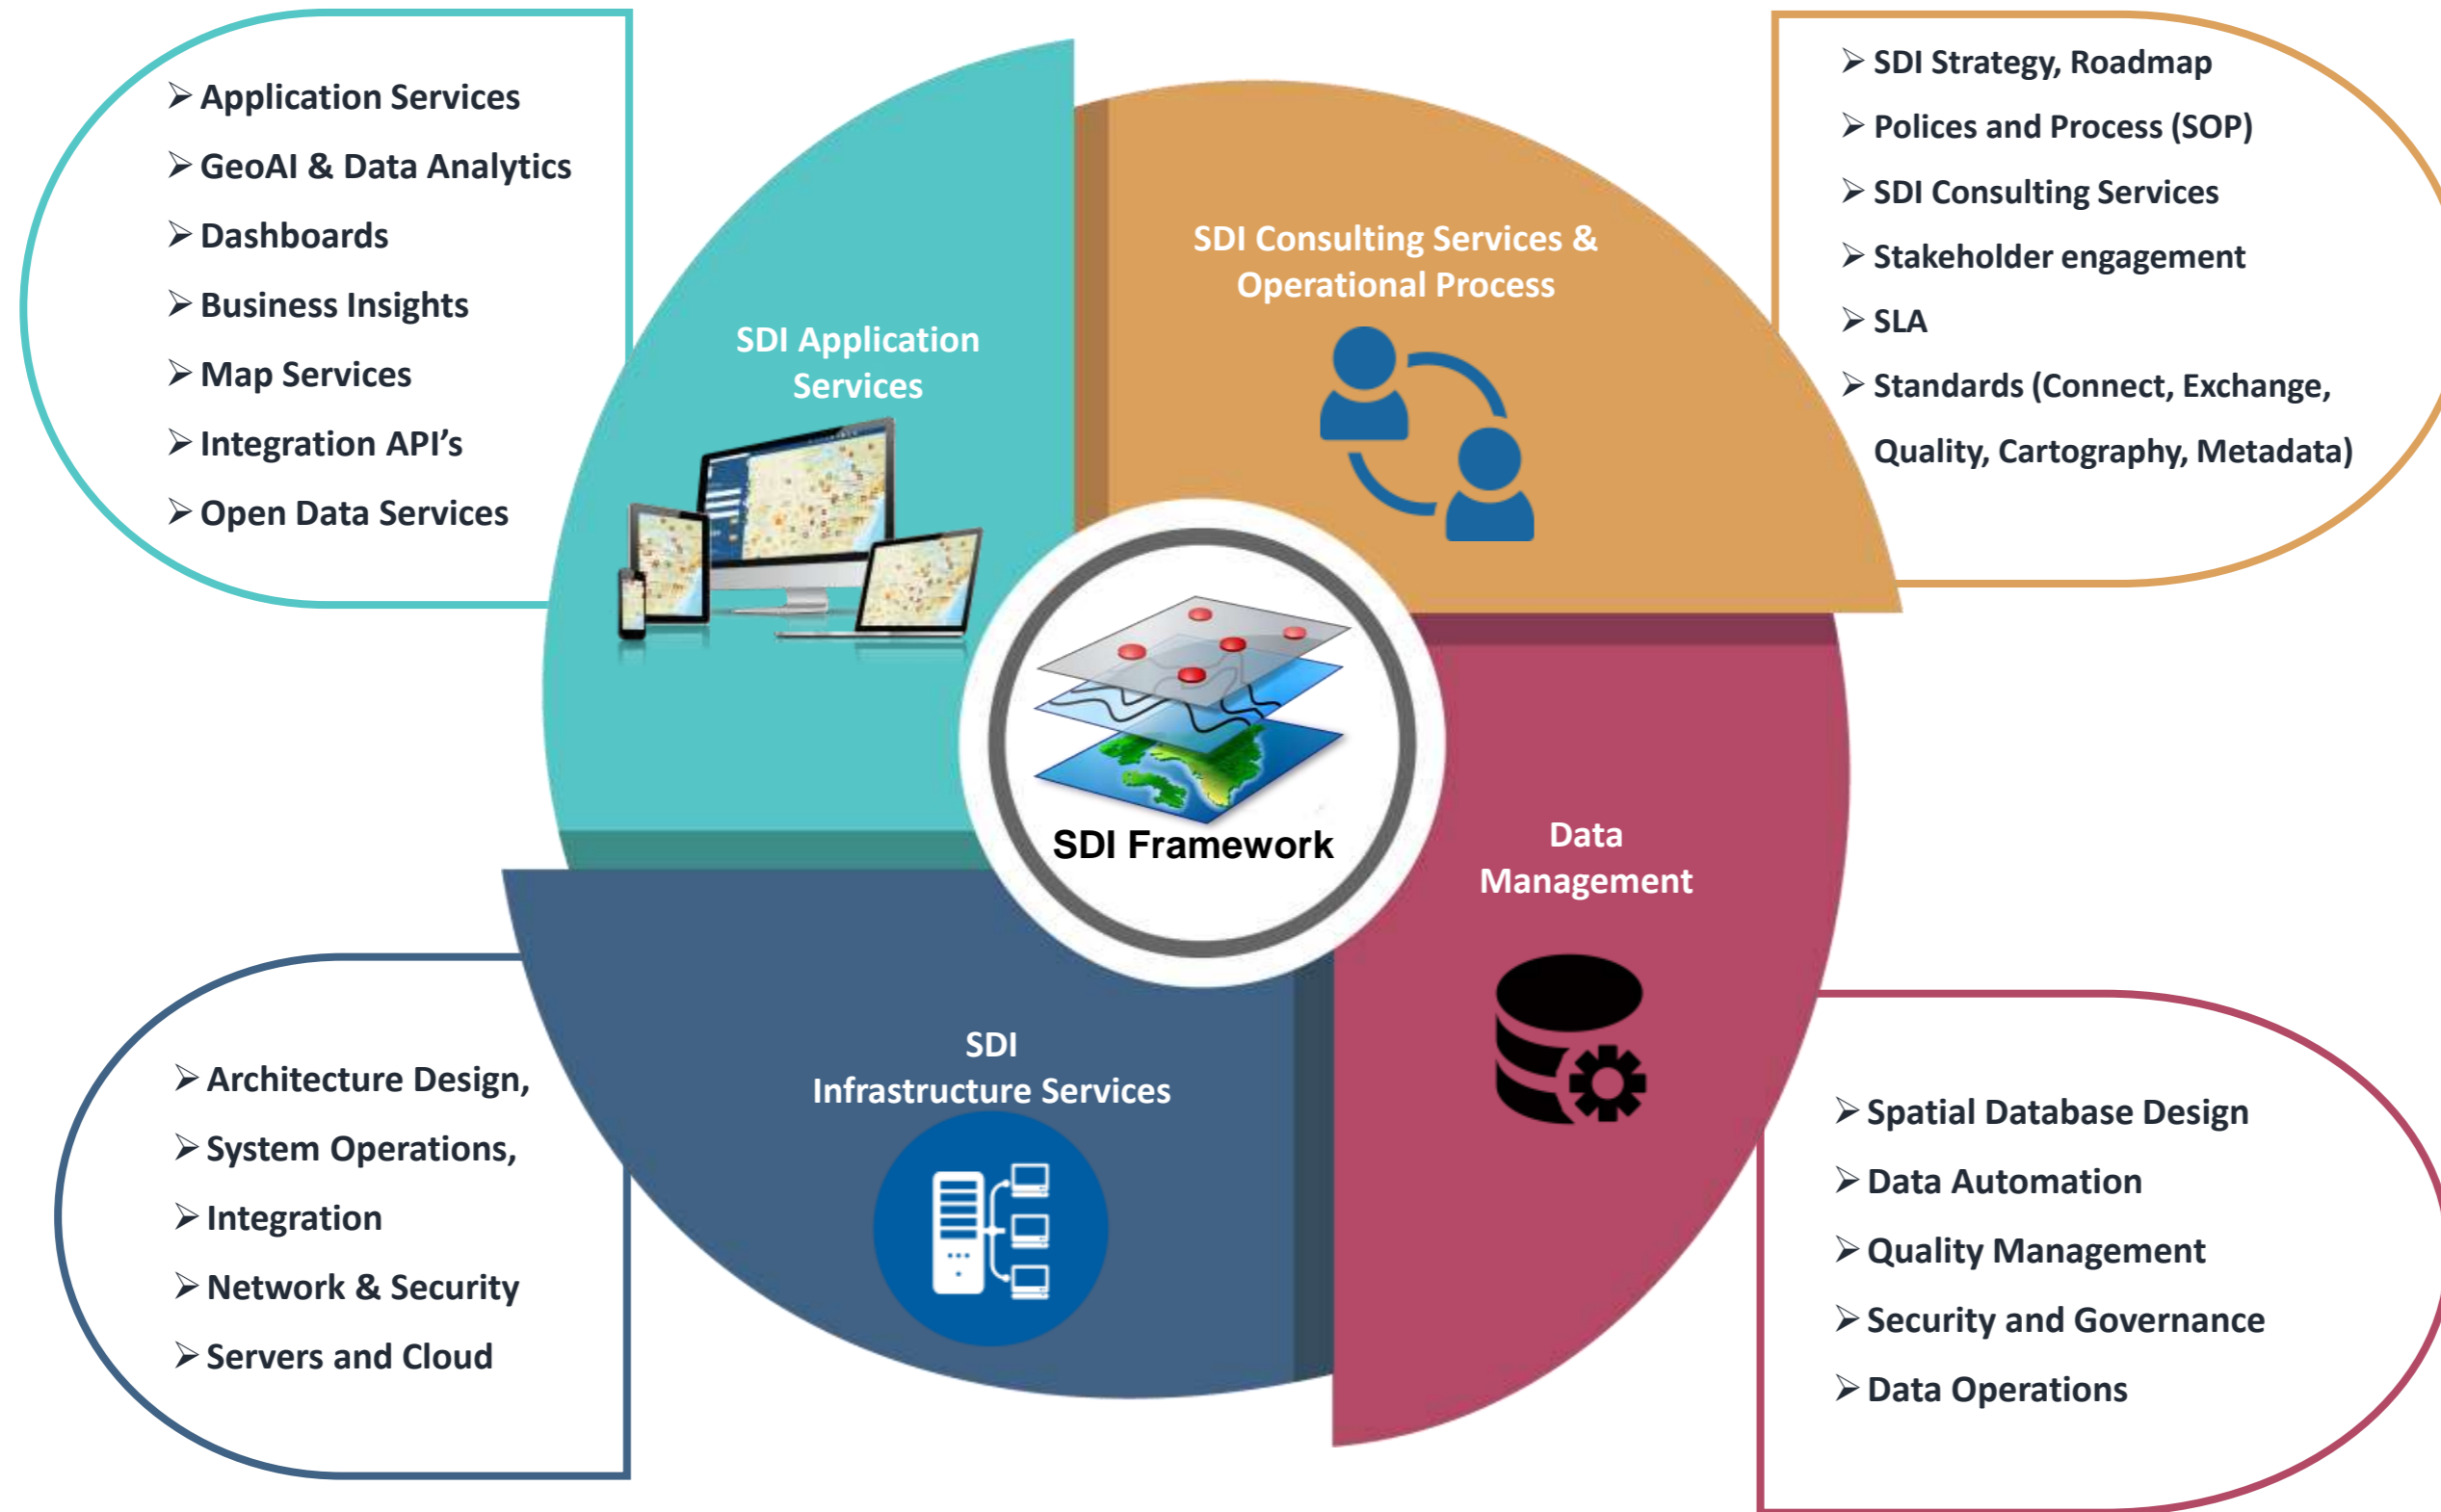 Application Services
GeoAI & Data Analytics
Dashboards
Business Insights
Map Services
Integration API's
Open Data Services
SDI Application
Services
SDI Consulting Services &
Operational Process
SDI Strategy, Roadmap
Polices and Process (SOP)
SDI Consulting Services
Stakeholder engagement
SLA
Standards (Connect, Exchange,
Quality, Cartography, Metadata)
SDI Framework
Data
Management
SDI
Infrastructure Services
Architecture Design,
System Operations,
Integration
Network & Security
Servers and Cloud
Spatial Database Design
Data Automation
Quality Management
Security and Governance
Data Operations